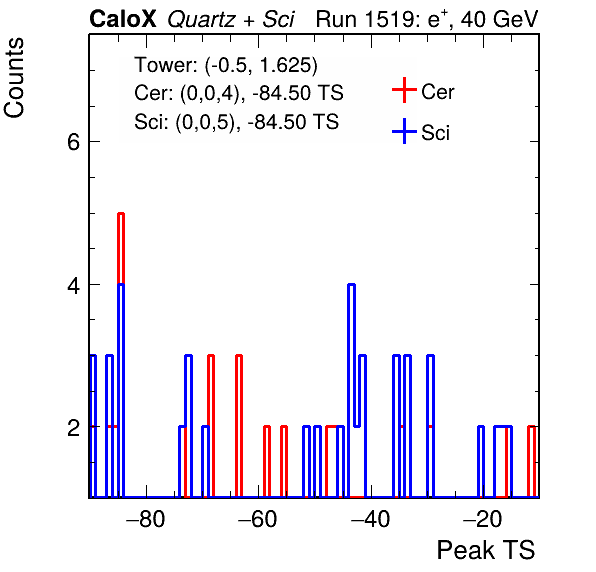 CaloX Quartz + Sci Run 1519: e⁺, 40 GeV
Counts
Tower: (-0.5, 1.625)
Cer: (0,0,4), -84.50 TS
Sci: (0,0,5), -84.50 TS
Cer
Sci
6
4
2
−80 −60 −40 −20
Peak TS